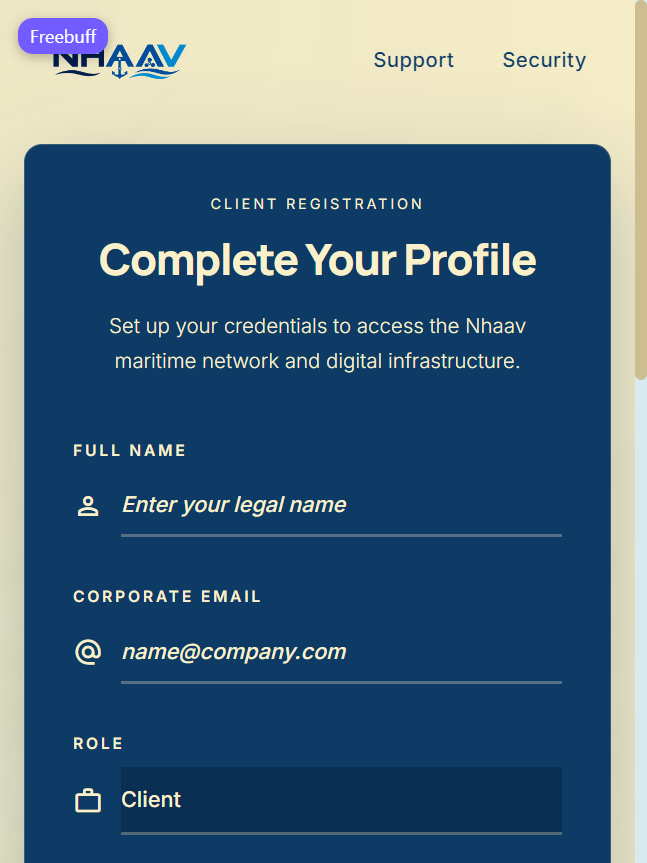 Freebuff
NHAAV
Support
Security
CLIENT REGISTRATION
Complete Your Profile
Set up your credentials to access the Nhaav
maritime network and digital infrastructure.
FULL NAME
Enter your legal name
CORPORATE EMAIL
name@company.com
ROLE
Client